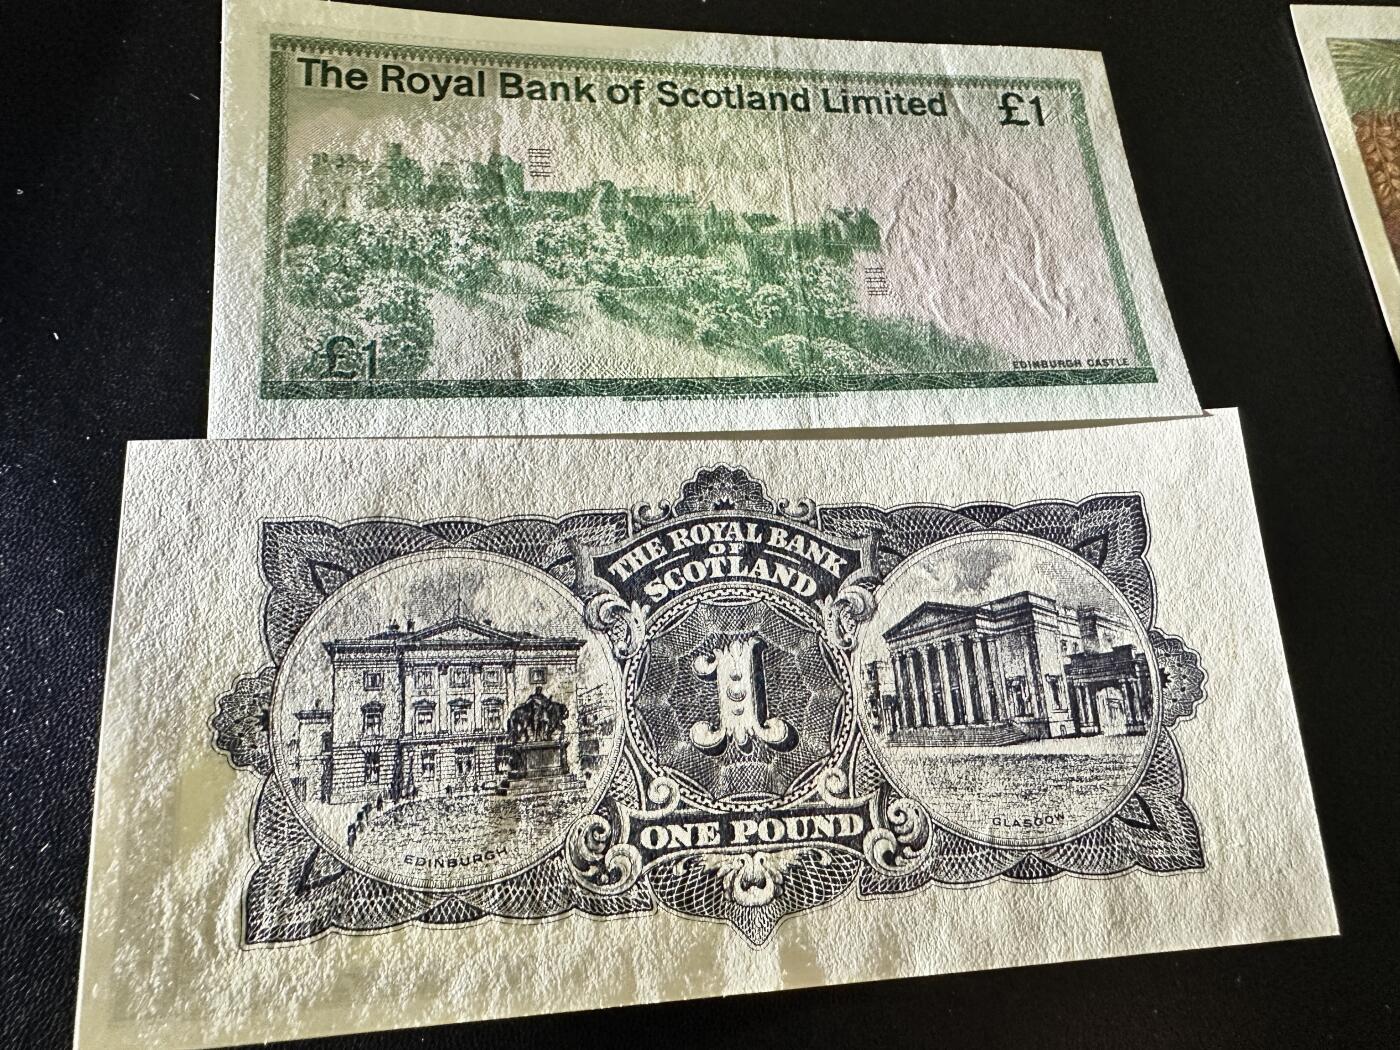 The Royal Bank of Scotland Limited £1
£1
EDINBURGH CASTLE
THE ROYAL BANK
OF
SCOTLAND
1
ONE POUND
EDINBURGH
GLASGOW